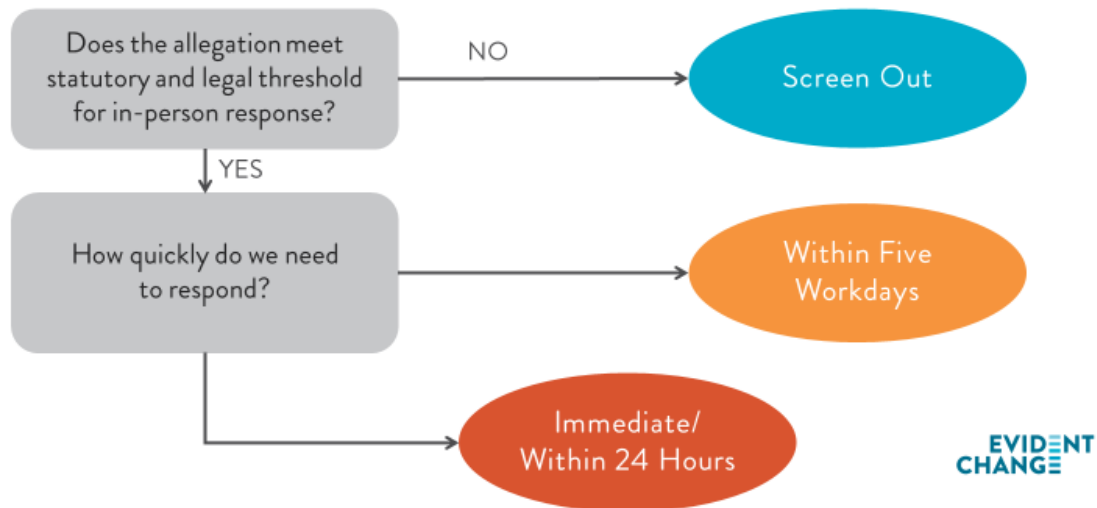 Does the allegation meet
statutory and legal threshold
for in-person response?
NO
Screen Out
YES
How quickly do we need
to respond?
Within Five
Workdays
Immediate/
Within 24 Hours
EVIDENT
CHANGE